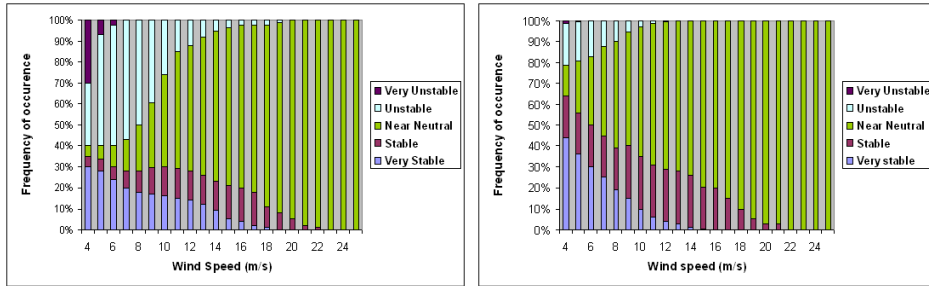 100%
90%
80%
70%
60%
50%
40%
30%
20%
10%
0%
Frequency of occurence
4 6 8 10 12 14 16 18 20 22 24
Wind Speed (m/s)
Very Unstable
Unstable
Near Neutral
Stable
Very Stable
100%
90%
80%
70%
60%
50%
40%
30%
20%
10%
0%
Frequency of occurence
4 6 8 10 12 14 16 18 20 22 24
Wind speed (m/s)
Very Unstable
Unstable
Near Neutral
Stable
Very stable